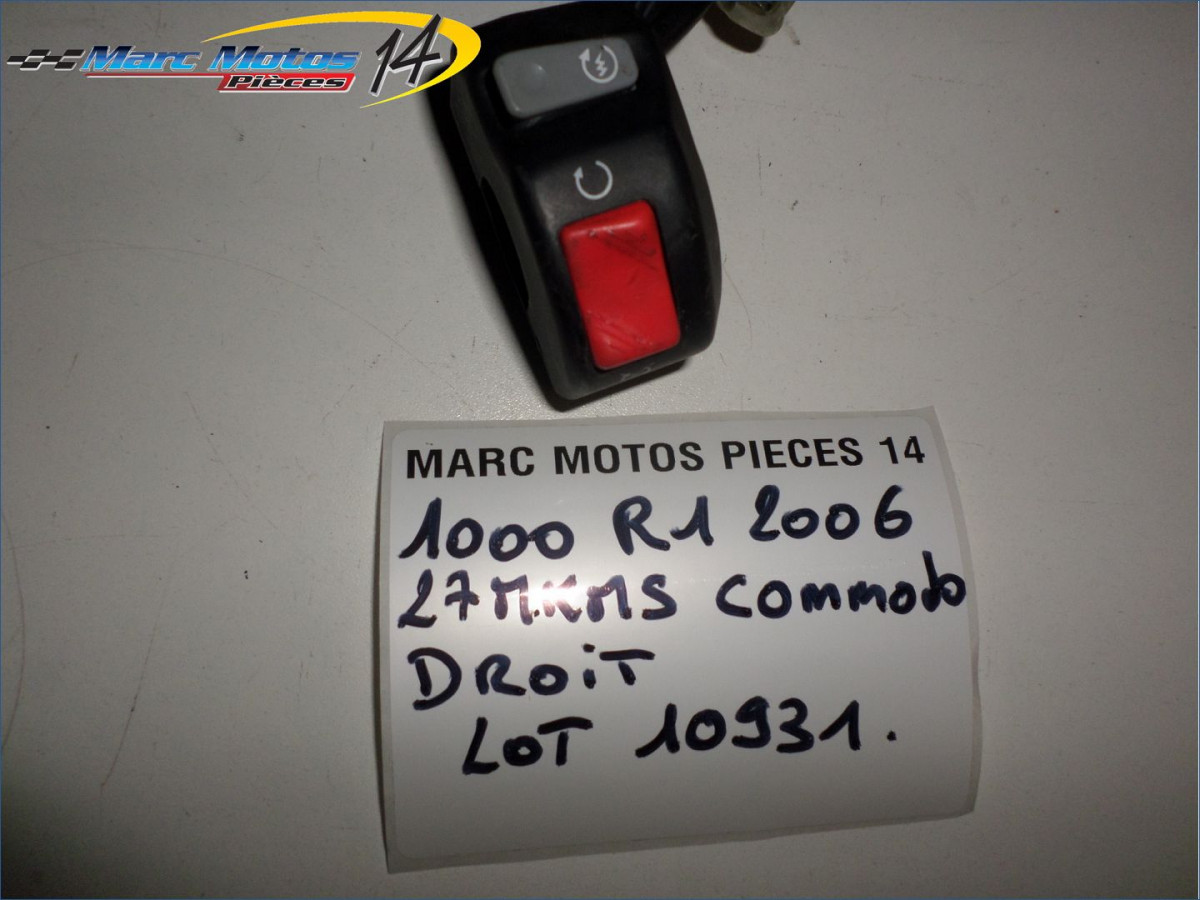 Marc Motos 14
Pièces
MARC MOTOS PIECES 14
1000 R1 2006
27MKMS COMMODO
DROiT
LOT 10931.